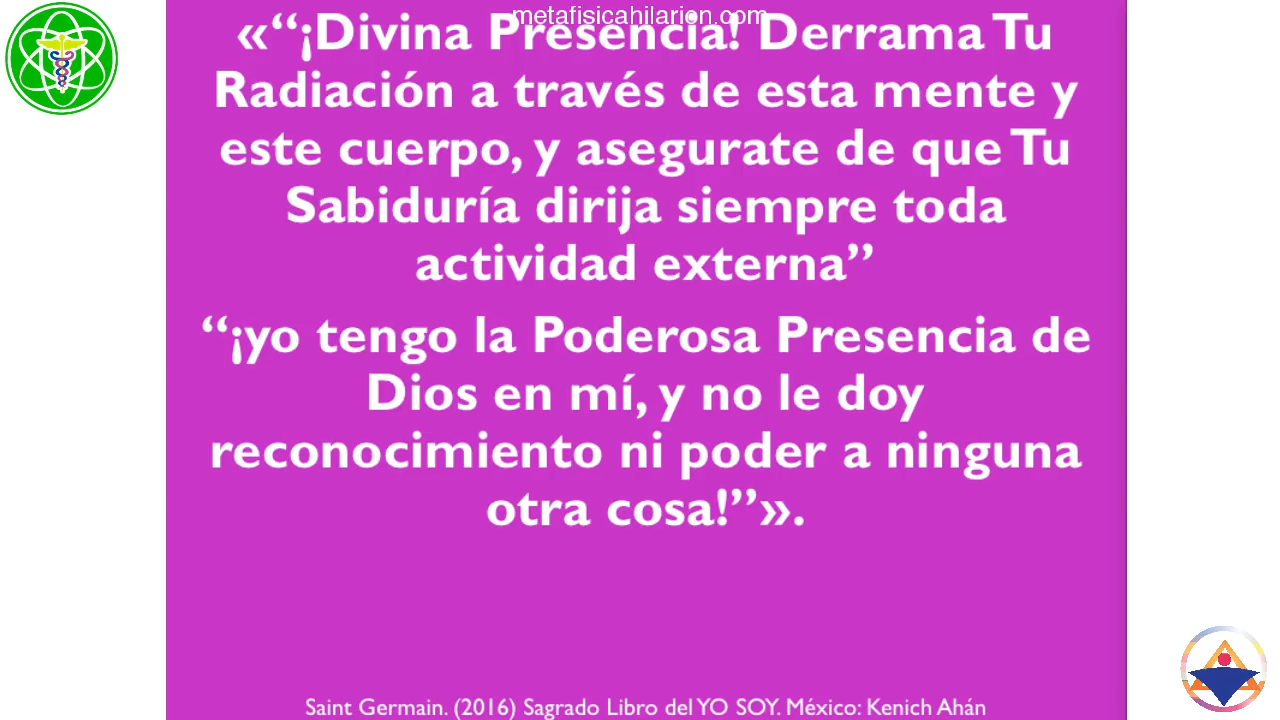 metafisicahilarion.com
«“¡Divina Presencia! Derrama Tu
Radiación a través de esta mente y
este cuerpo, y asegurate de que Tu
Sabiduría dirija siempre toda
actividad externa”
“¡yo tengo la Poderosa Presencia de
Dios en mí, y no le doy
reconocimiento ni poder a ninguna
otra cosa!”».
Saint Germain. (2016) Sagrado Libro del YO SOY. México: Kenich Ahán